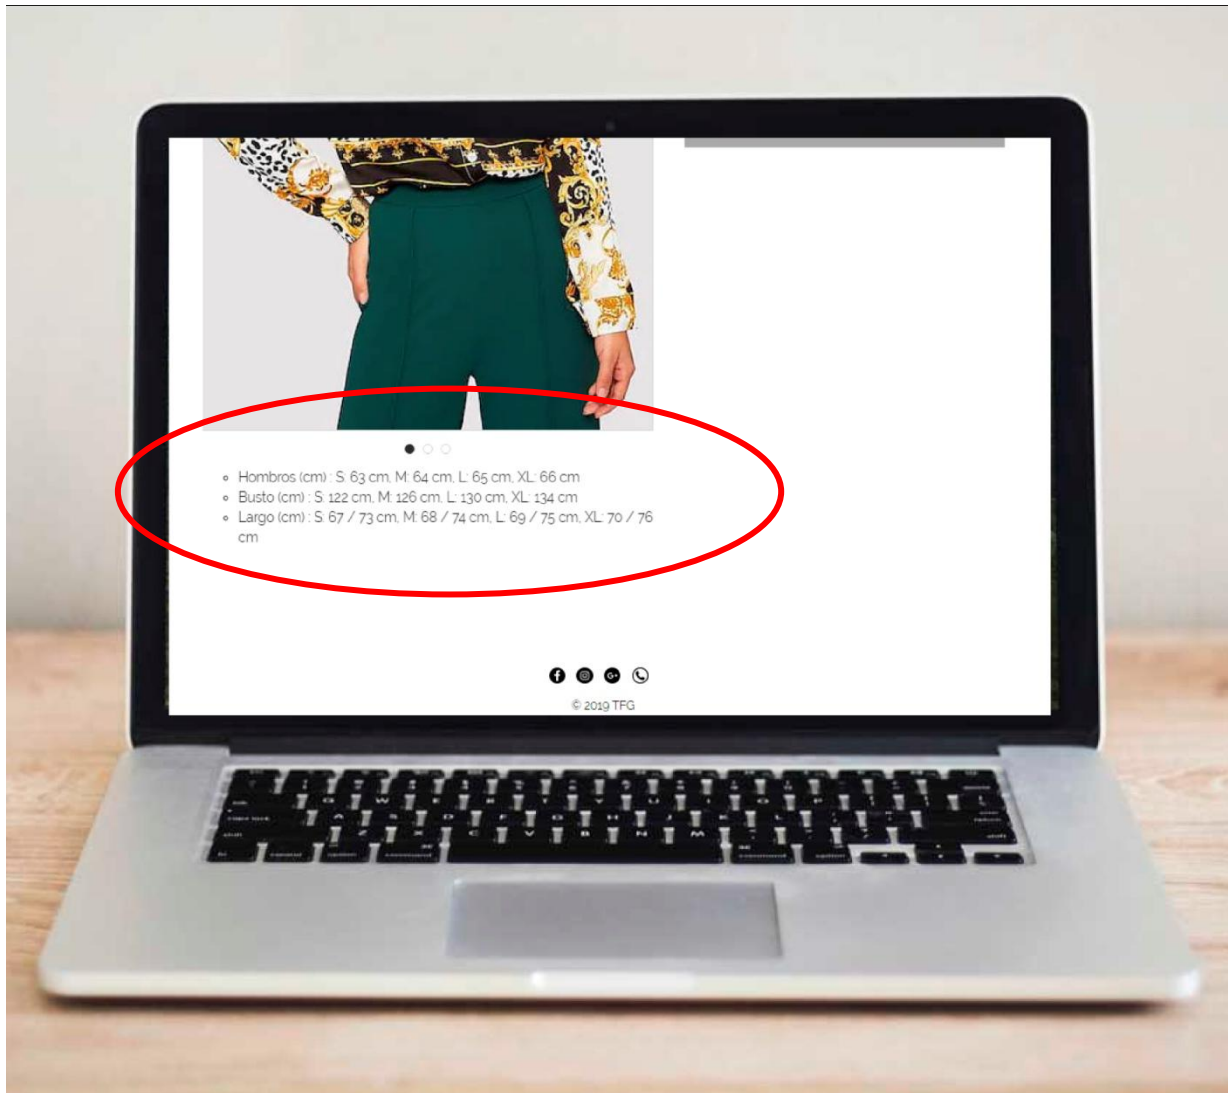 Hombros (cm) : S: 63 cm, M: 64 cm, L: 65 cm, XL: 66 cm
Busto (cm) : S: 122 cm, M: 126 cm, L: 130 cm, XL: 134 cm
Largo (cm) : S: 67 / 73 cm, M: 68 / 74 cm, L: 69 / 75 cm, XL: 70 / 76
cm
© 2019 TFG